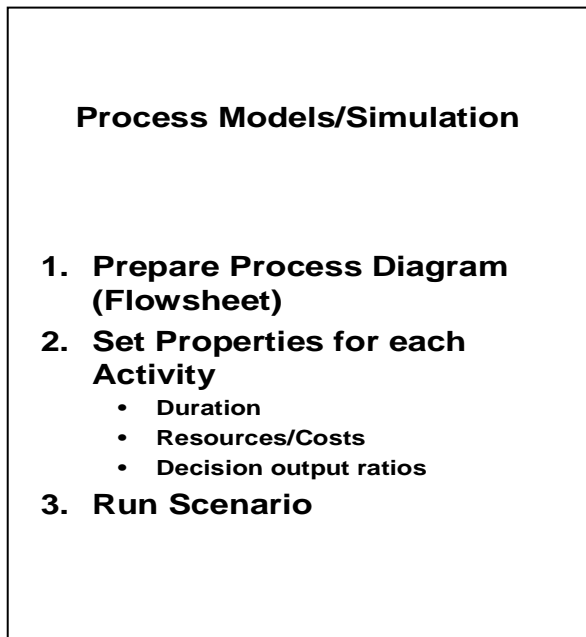 Process Models/Simulation
1. Prepare Process Diagram
(Flowsheet)
2. Set Properties for each
Activity
• Duration
• Resources/Costs
• Decision output ratios
3. Run Scenario